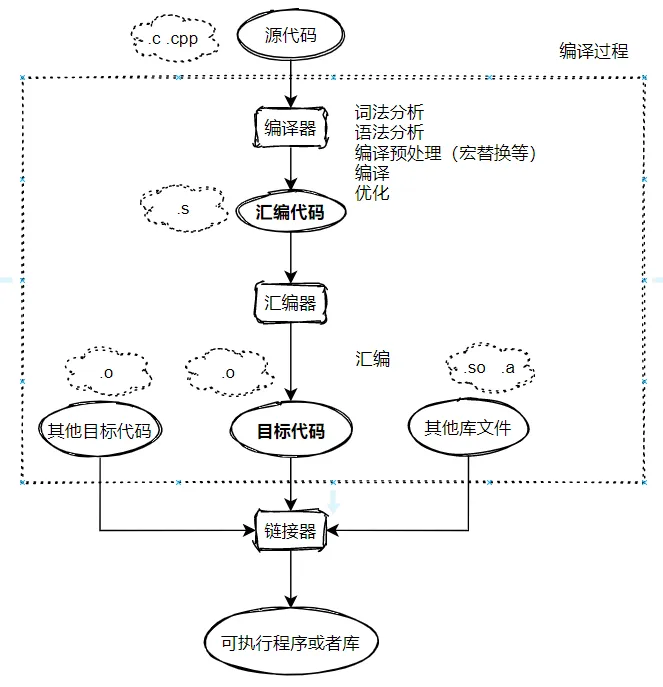 .c .cpp
源代码
编译过程
编译器
词法分析
语法分析
编译预处理（宏替换等）
编译
优化
.s
汇编代码
汇编器
汇编
.o
.o
.so .a
其他目标代码
目标代码
其他库文件
链接器
可执行程序或者库